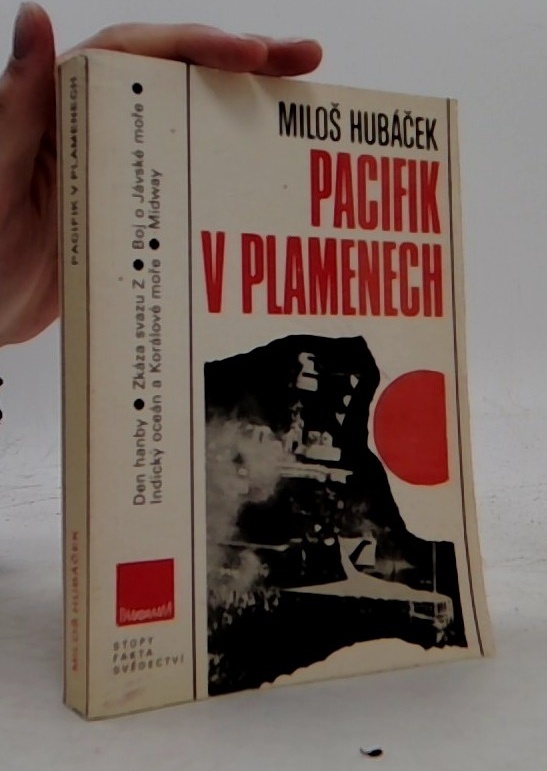 MILOŠ HUBÁČEK
PACIFIK
V PLAMENECH
Den hanby ● Zkáza svazu Z ● Boj o Jávské moře ●
Indický oceán a Korálové moře ● Midway
PANORAMA
STOPY
FAKTA
SVĚDECTVÍ
PACIFIK V PLAMENECH
MILOŠ HUBÁČEK